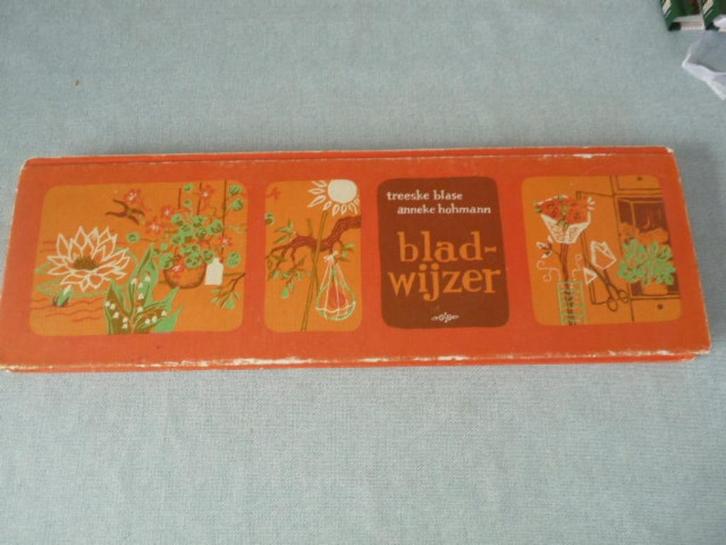 treeske blase
anneke hohmann
blad-
wijzer